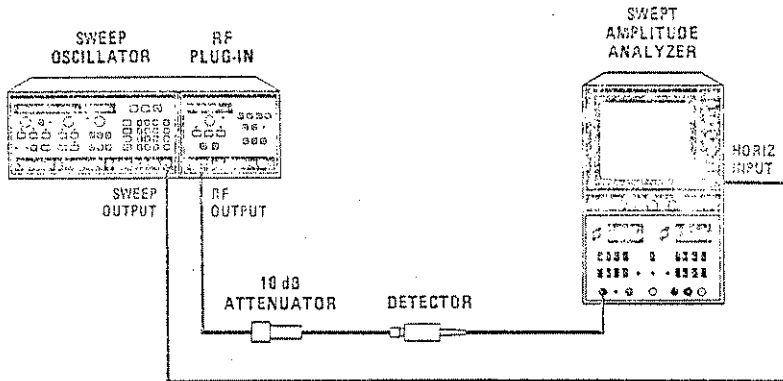 SWEEP
OSCILLATOR
RF
PLUG-IN
SWEPT
AMPLITUDE
ANALYZER
HORIZ
INPUT
SWEEP
OUTPUT
RF
OUTPUT
10 dB
ATTENUATOR
DETECTOR